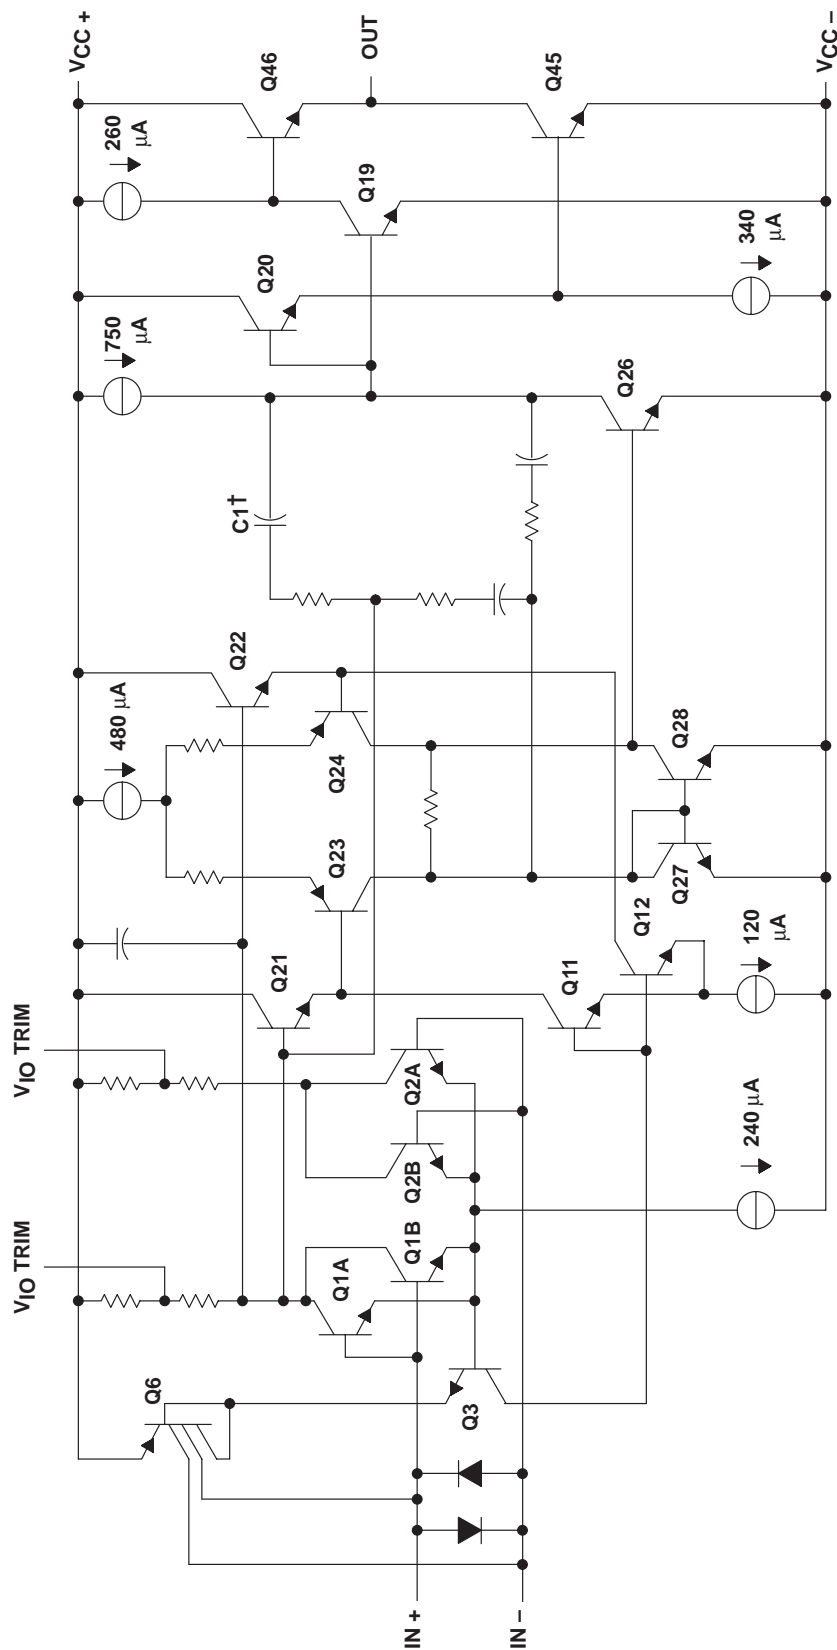 VIO TRIM
VIO TRIM
VCC +
480 µA
750
µA
260
µA
Q6
Q21
Q22
Q46
Q20
OUT
Q19
C1†
Q1A
Q1B
Q2B
Q2A
Q3
Q23
Q24
Q11
Q12
Q27
Q28
Q26
Q45
IN +
IN −
240 µA
120
µA
340
µA
VCC −